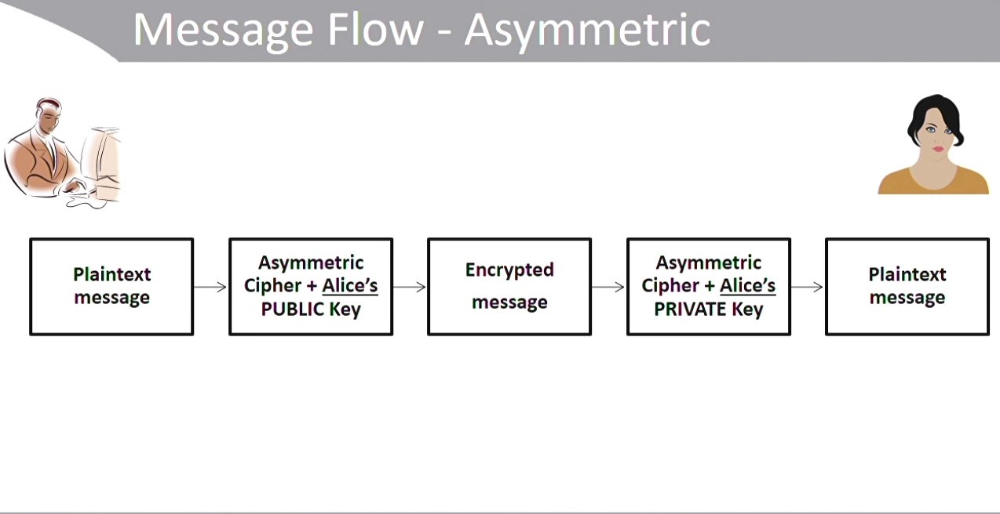 Message Flow - Asymmetric
Plaintext
message
Asymmetric
Cipher + Alice’s
PUBLIC Key
Encrypted
message
Asymmetric
Cipher + Alice’s
PRIVATE Key
Plaintext
message